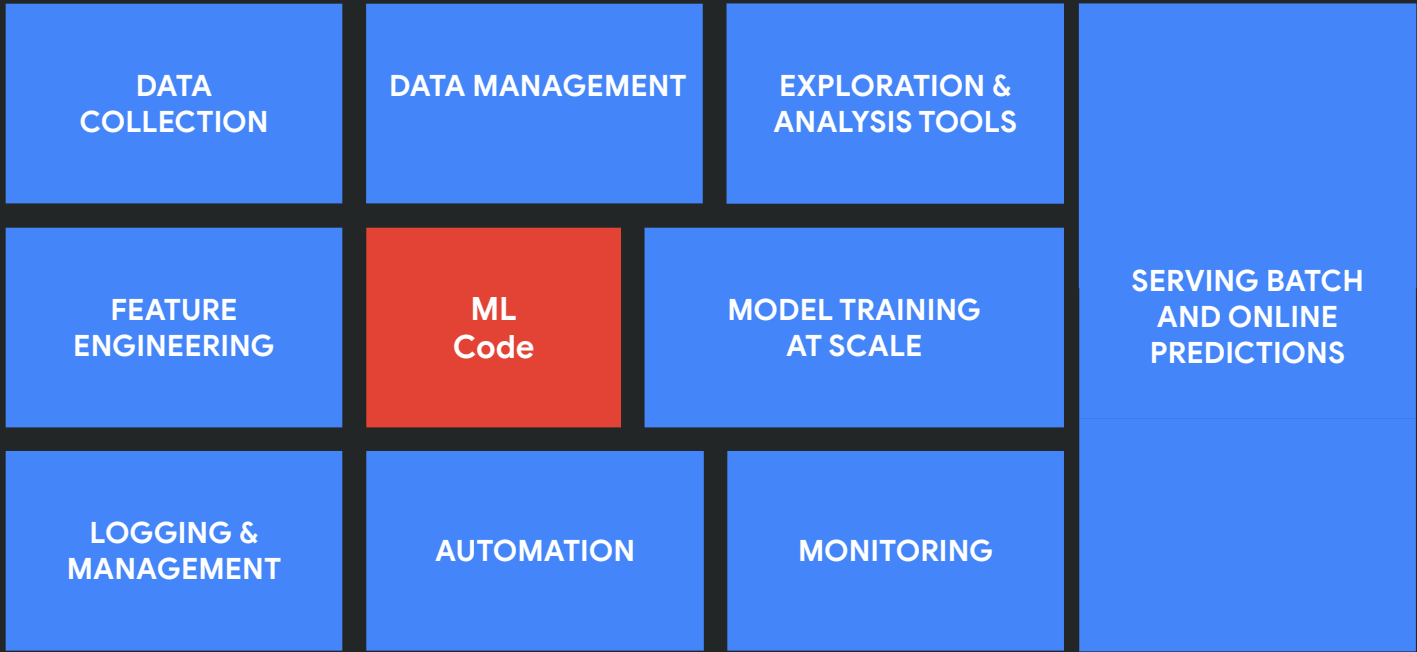 DATA
COLLECTION
DATA MANAGEMENT
EXPLORATION &
ANALYSIS TOOLS
FEATURE
ENGINEERING
ML
Code
MODEL TRAINING
AT SCALE
SERVING BATCH
AND ONLINE
PREDICTIONS
LOGGING &
MANAGEMENT
AUTOMATION
MONITORING